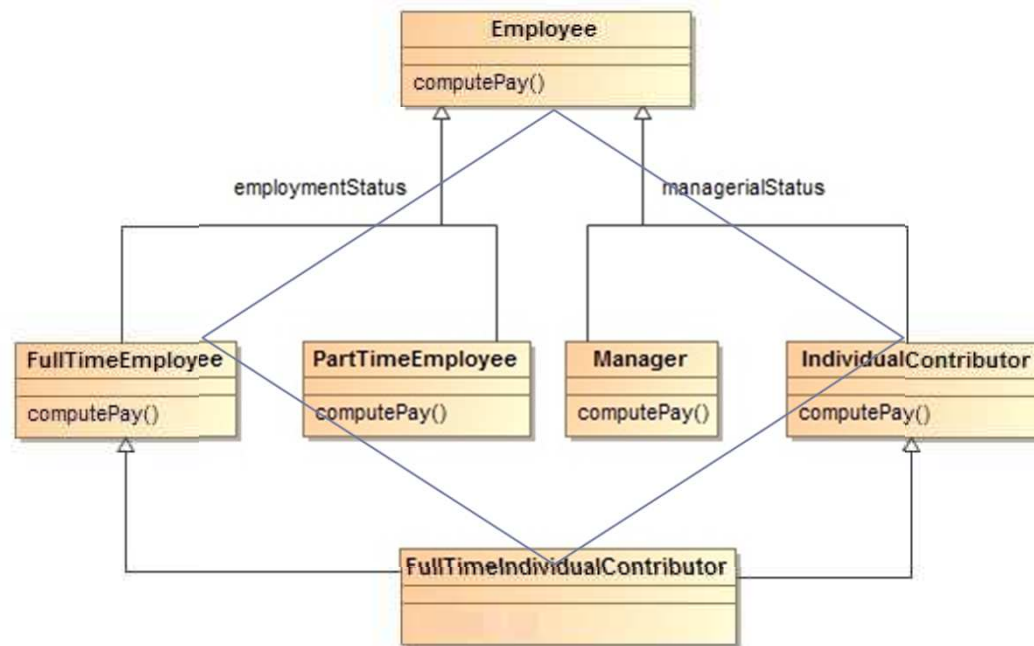 Employee
computePay()
employmentStatus
managerialStatus
FullTimeEmployee
PartTimeEmployee
Manager
IndividualContributor
computePay()
computePay()
computePay()
computePay()
FullTimeIndividualContributor